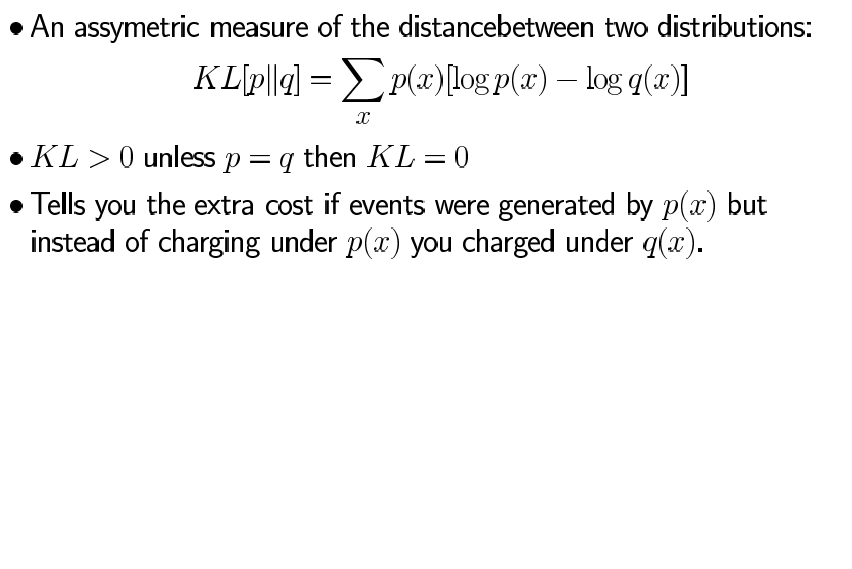 • An assymetric measure of the distancebetween two distributions:
KL[p||q] = ∑ p(x)[log p(x) − log q(x)]
x
• KL > 0 unless p = q then KL = 0
• Tells you the extra cost if events were generated by p(x) but
instead of charging under p(x) you charged under q(x).